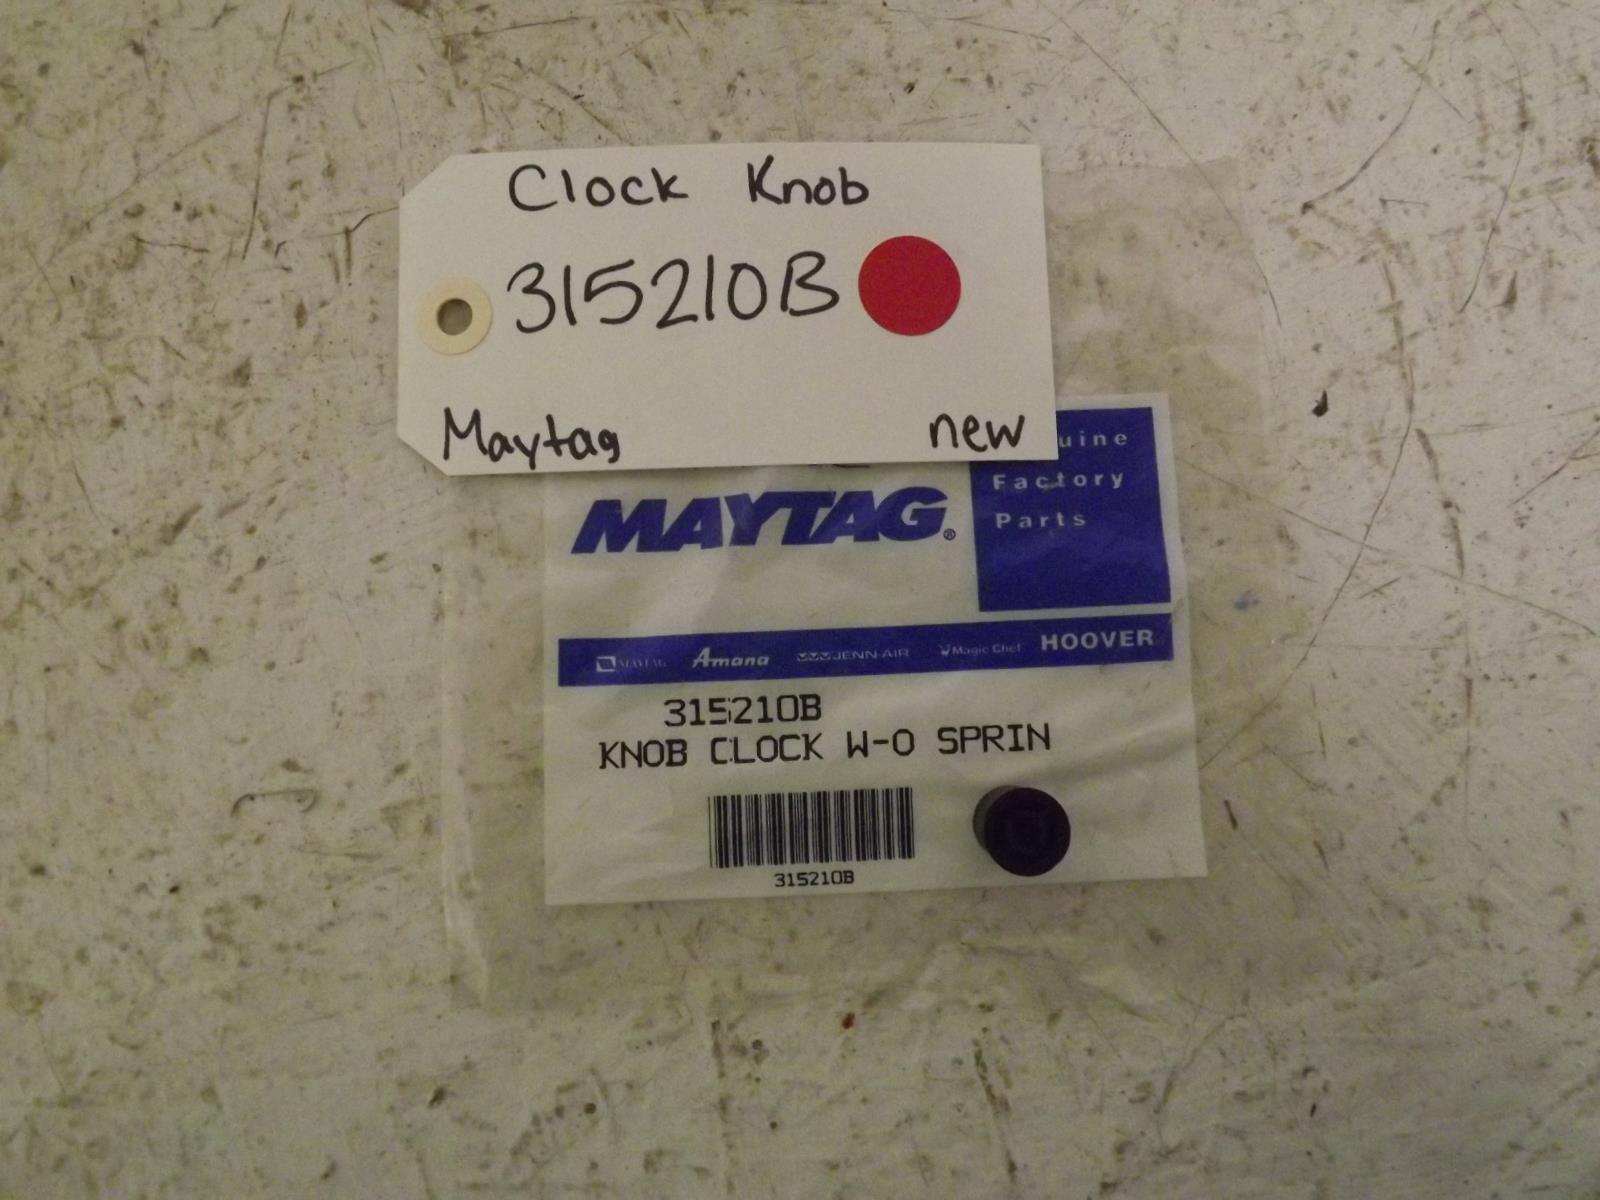 Clock Knob
315210B
Maytag new
Factory
Parts
MAYTAG®
MAYTAG Amana JENN-AIR Magic Chef HOOVER
315210B
KNOB CLOCK W-O SPRIN
315210B